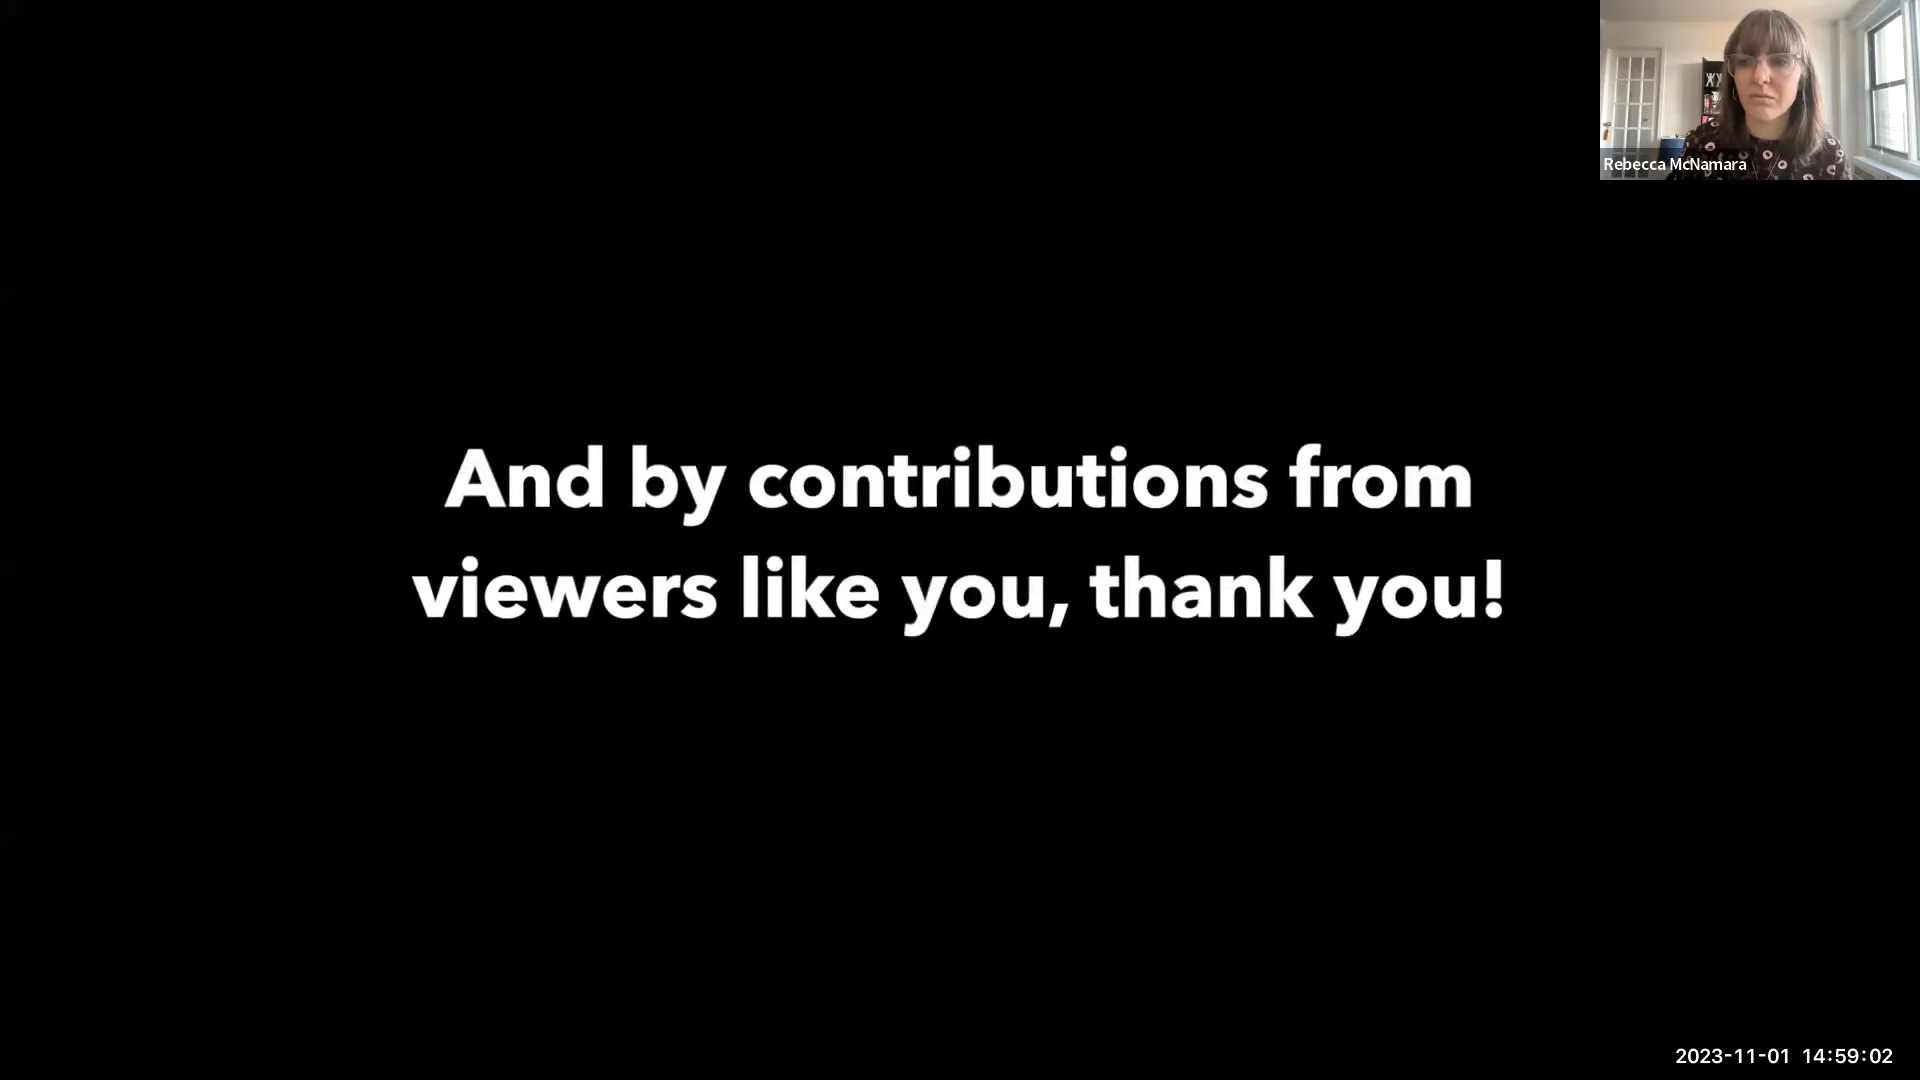 Rebecca McNamara
And by contributions from
viewers like you, thank you!
2023-11-01 14:59:02